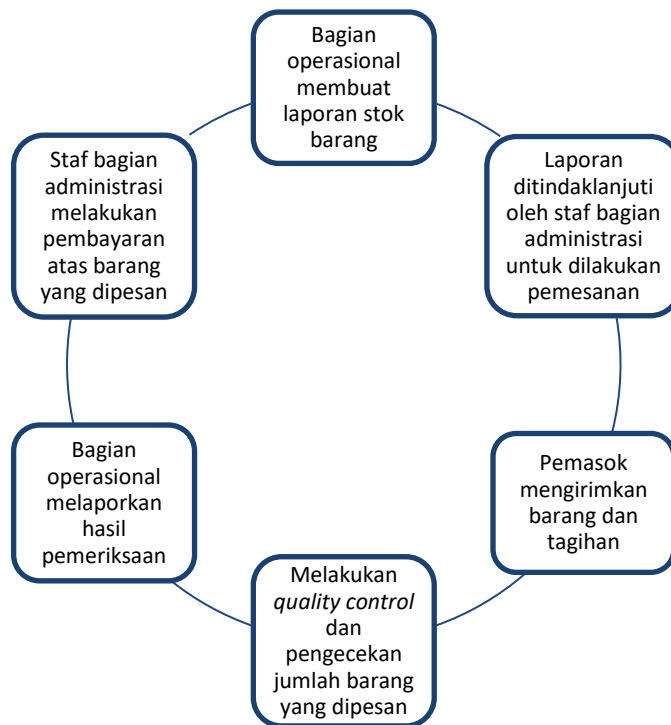 Bagian
operasional
membuat
laporan stok
barang
Laporan
ditindaklanjuti
oleh staf bagian
administrasi
untuk dilakukan
pemesanan
Pemasok
mengirimkan
barang dan
tagihan
Melakukan
quality control
dan
pengecekan
jumlah barang
yang dipesan
Bagian
operasional
melaporkan
hasil
pemeriksaan
Staf bagian
administrasi
melakukan
pembayaran
atas barang
yang dipesan